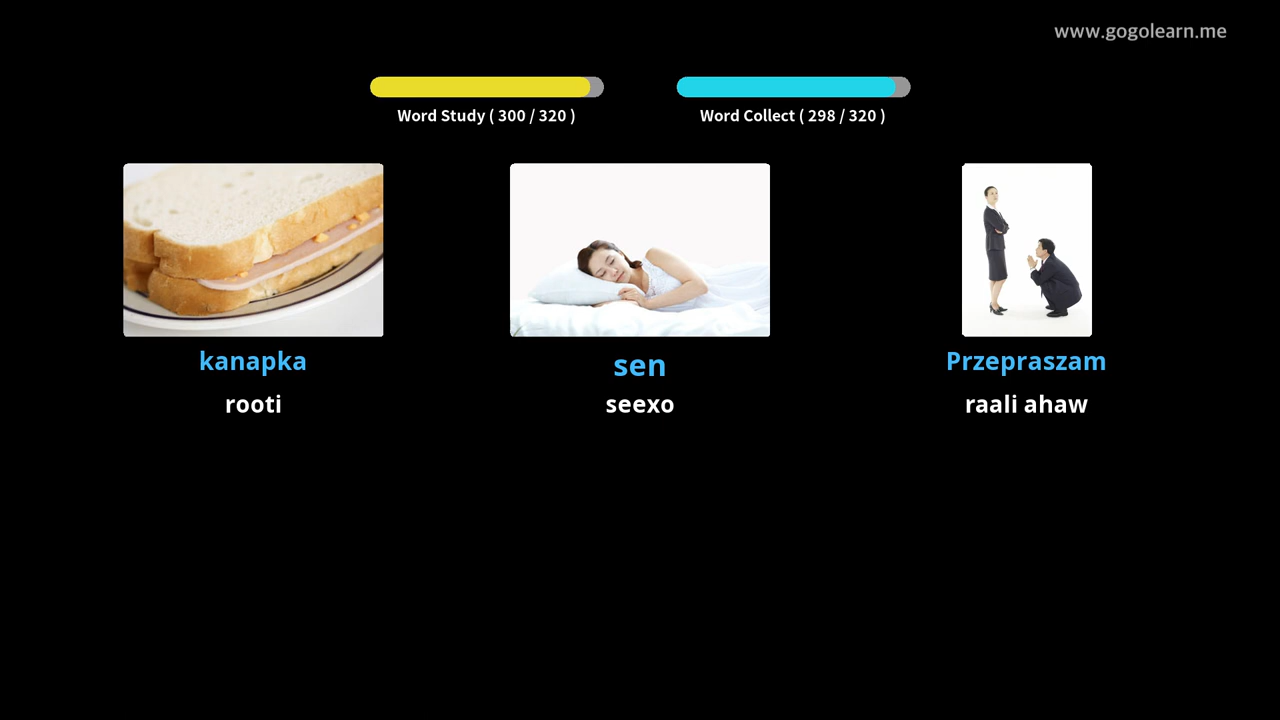 www.gogolearn.me
Word Study ( 300 / 320 )
Word Collect ( 298 / 320 )
kanapka
sen
Przepraszam
rooti
seexo
raali ahaw